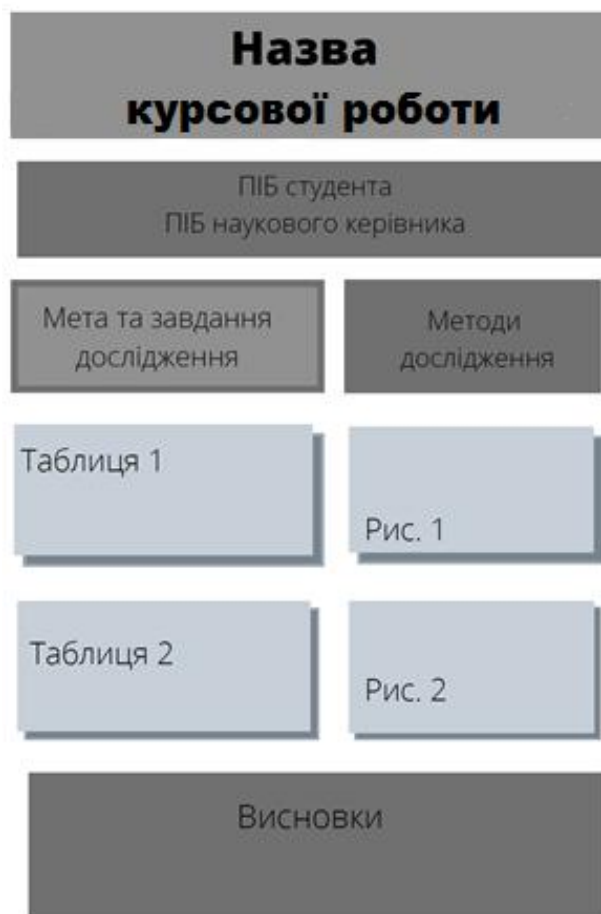 Назва
курсової роботи
ПІБ студента
ПІБ наукового керівника
Мета та завдання
дослідження
Методи
дослідження
Таблиця 1
Рис. 1
Таблиця 2
Рис. 2
Висновки